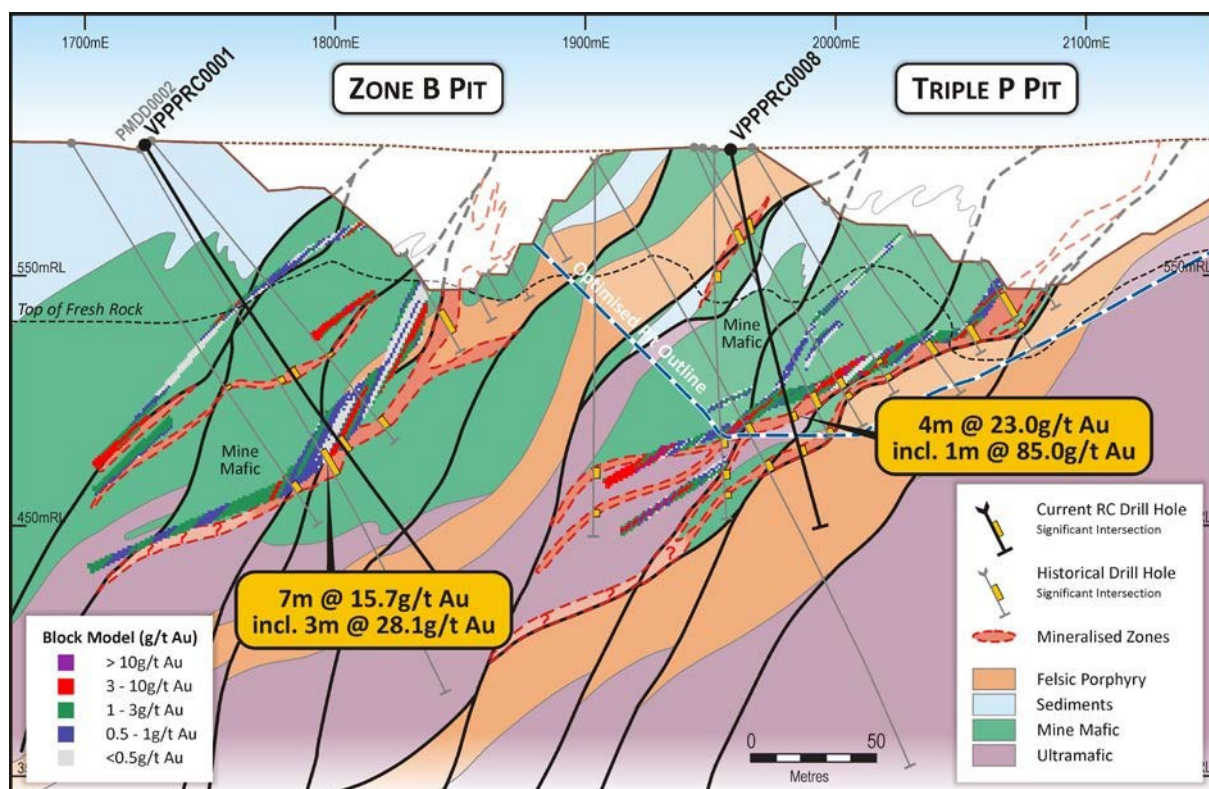 1700mE
1800mE
1900mE
2000mE
2100mE
PMDD0002
VPPPRC0001
ZONE B PIT
VPPPRC0008
TRIPLE P PIT
550mRL
550mRL
Top of Fresh Rock
Optimised Pit Outline
Mine
Mafic
Mine
Mafic
4m @ 23.0g/t Au
incl. 1m @ 85.0g/t Au
450mRL
7m @ 15.7g/t Au
incl. 3m @ 28.1g/t Au
?
?
?
?
?
Block Model (g/t Au)
> 10g/t Au
3 - 10g/t Au
1 - 3g/t Au
0.5 - 1g/t Au
<0.5g/t Au
0
50
Metres
Current RC Drill Hole
Significant Intersection
Historical Drill Hole
Significant Intersection
Mineralised Zones
Felsic Porphyry
Sediments
Mine Mafic
Ultramafic